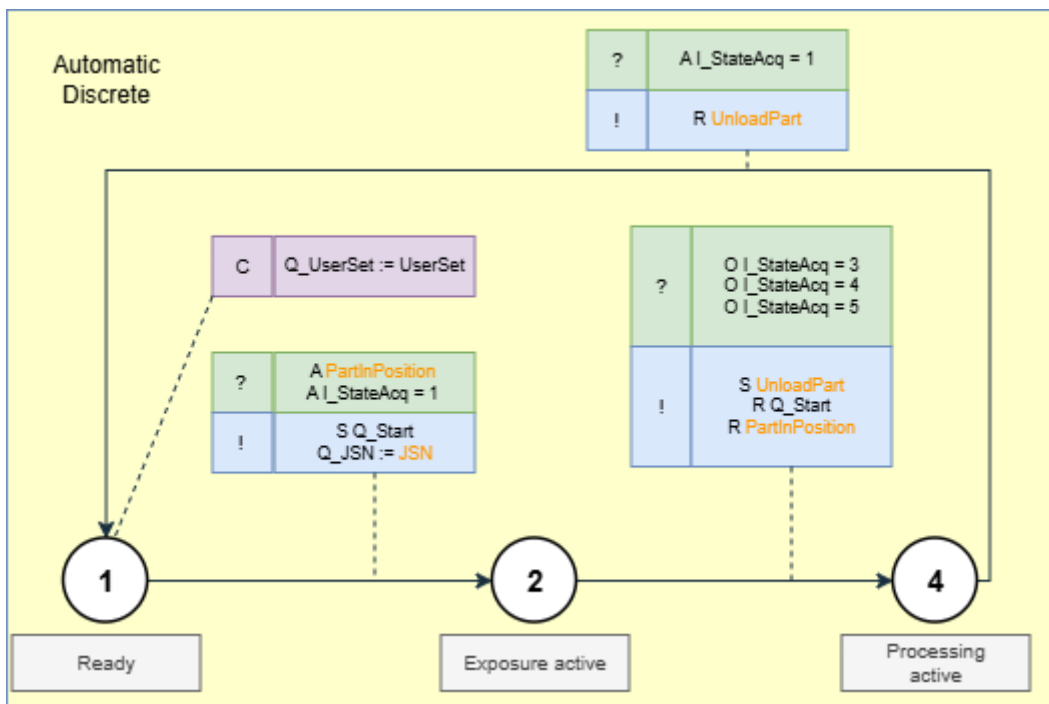 Automatic
Discrete
? A I_StateAcq = 1
! R UnloadPart
C Q_UserSet := UserSet
? A PartInPosition
A I_StateAcq = 1
! S Q_Start
Q_JSN := JSN
? O I_StateAcq = 3
O I_StateAcq = 4
O I_StateAcq = 5
! S UnloadPart
R Q_Start
R PartInPosition
1
2
4
Ready
Exposure active
Processing
active